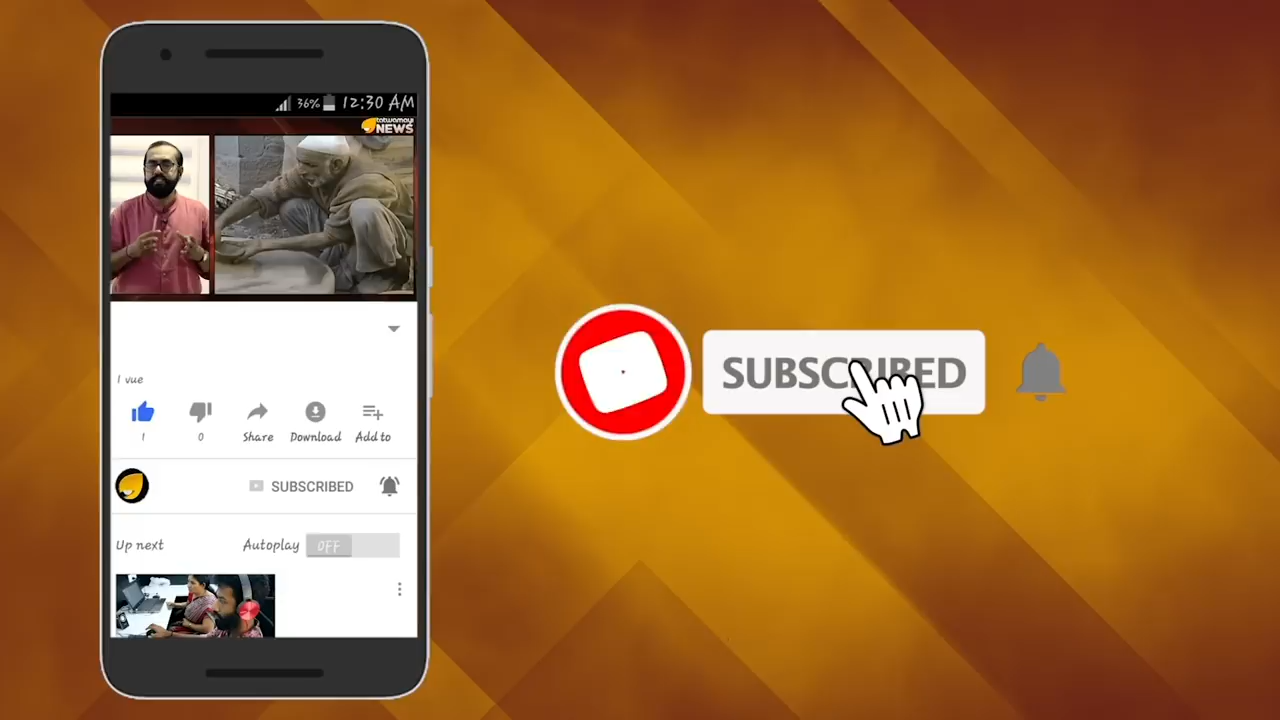 36% 12:30 AM
tatwamayi
NEWS
1 vue
1
0
Share
Download
Add to
SUBSCRIBED
Up next
Autoplay
OFF
SUBSCRIBED